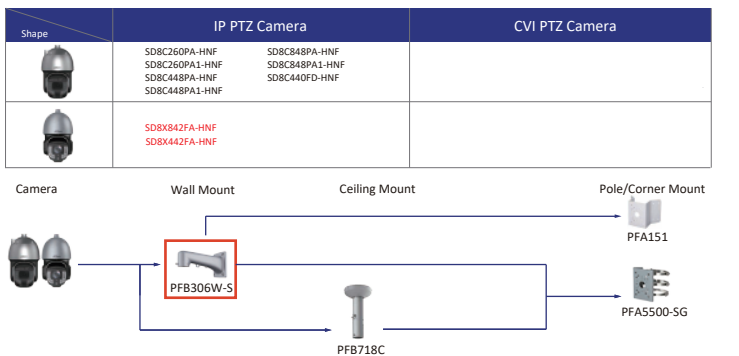 Shape
IP PTZ Camera
CVI PTZ Camera
SD8C260PA-HNF
SD8C260PA1-HNF
SD8C448PA-HNF
SD8C448PA1-HNF
SD8C848PA-HNF
SD8C848PA1-HNF
SD8C440FD-HNF
SD8X842FA-HNF
SD8X442FA-HNF
Camera
Wall Mount
Ceiling Mount
Pole/Corner Mount
PFA151
PFB306W-S
PFA5500-SG
PFB718C